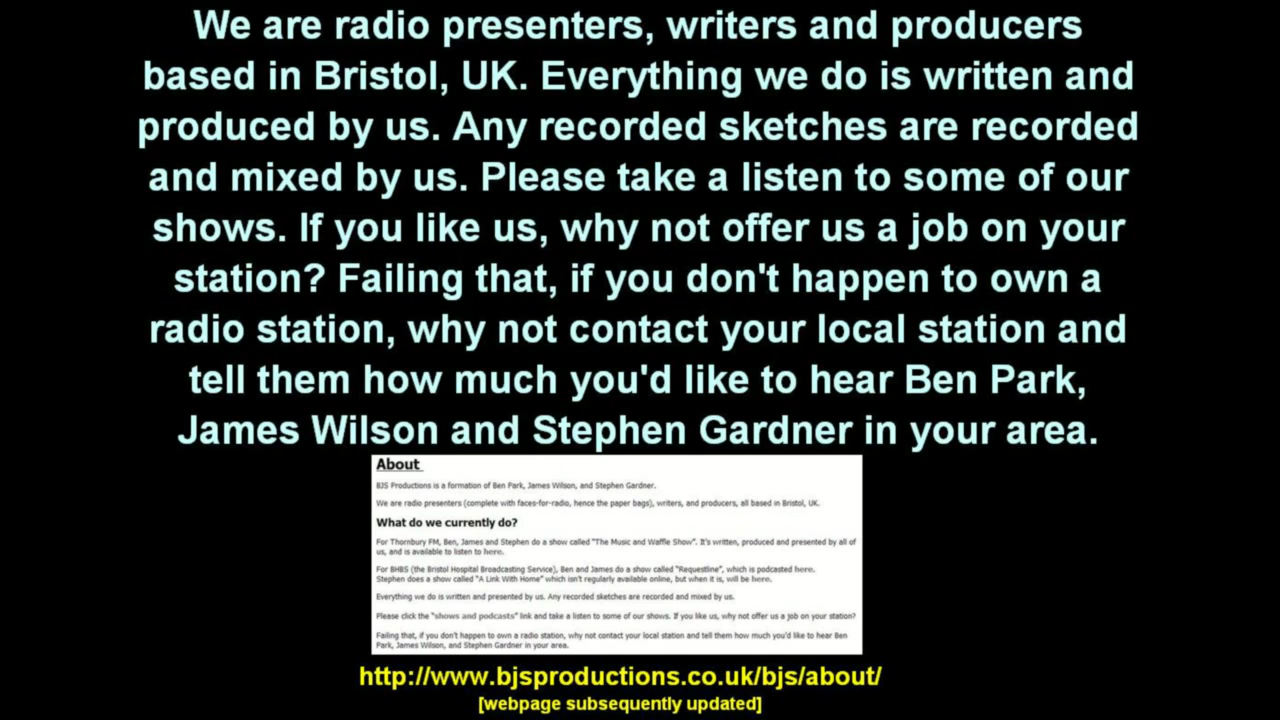 We are radio presenters, writers and producers
based in Bristol, UK. Everything we do is written and
produced by us. Any recorded sketches are recorded
and mixed by us. Please take a listen to some of our
shows. If you like us, why not offer us a job on your
station? Failing that, if you don't happen to own a
radio station, why not contact your local station and
tell them how much you'd like to hear Ben Park,
James Wilson and Stephen Gardner in your area.
About
BJS Productions is a formation of Ben Park, James Wilson, and Stephen Gardner.
We are radio presenters (complete with faces-for-radio, hence the paper bags), writers, and producers, all based in Bristol, UK.
What do we currently do?
For Thornbury FM, Ben, James and Stephen do a show called "The Music and Waffle Show". It's written, produced and presented by all of
us, and is available to listen to here.
For BHBS (the Bristol Hospital Broadcasting Service), Ben and James do a show called "Requestline", which is podcasted here.
Stephen does a show called "A Link With Home" which isn't regularly available online, but when it is, will be here.
Everything we do is written and presented by us. Any recorded sketches are recorded and mixed by us.
Please click the "shows and podcasts" link and take a listen to some of our shows. If you like us, why not offer us a job on your station?
Failing that, if you don't happen to own a radio station, why not contact your local station and tell them how much you'd like to hear Ben
Park, James Wilson, and Stephen Gardner in your area.
http://www.bjsproductions.co.uk/bjs/about/
[webpage subsequently updated]